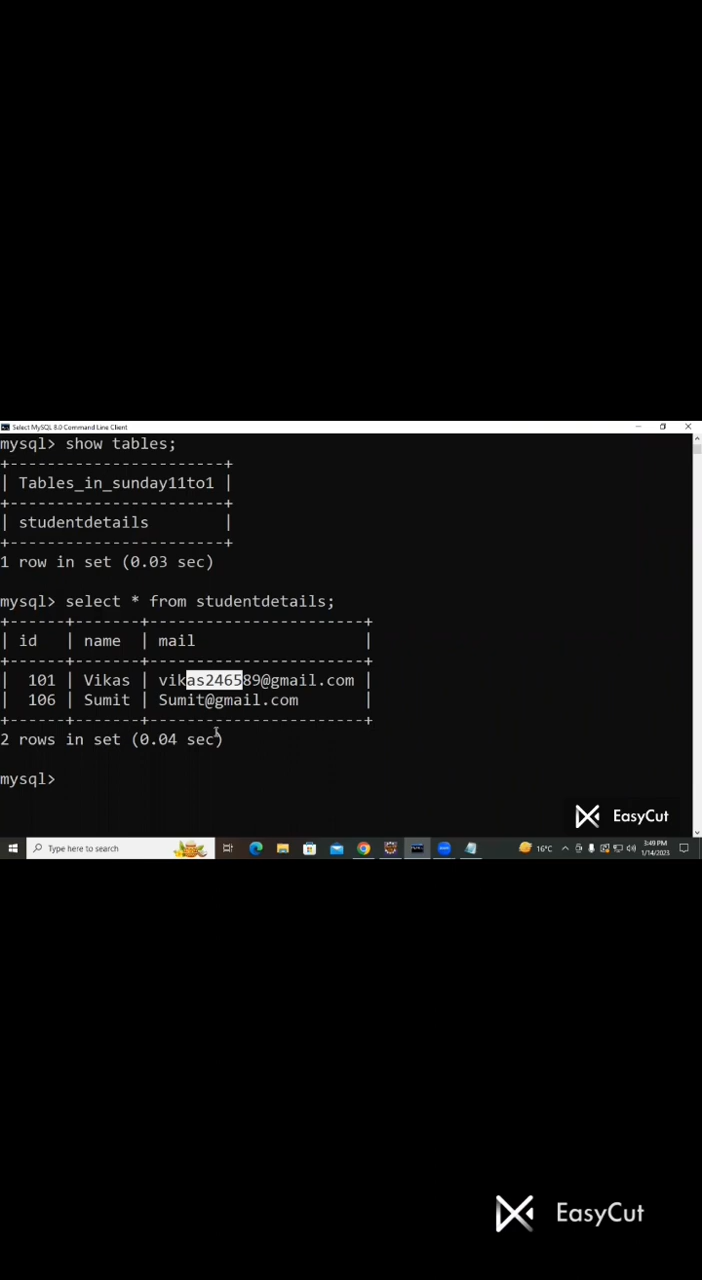 Select MySQL 8.0 Command Line Client
mysql> show tables;
+-----------------------+
| Tables_in_sunday11to1 |
+-----------------------+
| studentdetails        |
+-----------------------+
1 row in set (0.03 sec)
mysql> select * from studentdetails;
+------+-------+-----------------------+
| id   | name  | mail                  |
+------+-------+-----------------------+
|  101 | Vikas | vikas246589@gmail.com |
|  106 | Sumit | Sumit@gmail.com       |
+------+-------+-----------------------+
2 rows in set (0.04 sec)
mysql>
EasyCut
Type here to search
16°C
3:49 PM
1/14/2023
EasyCut